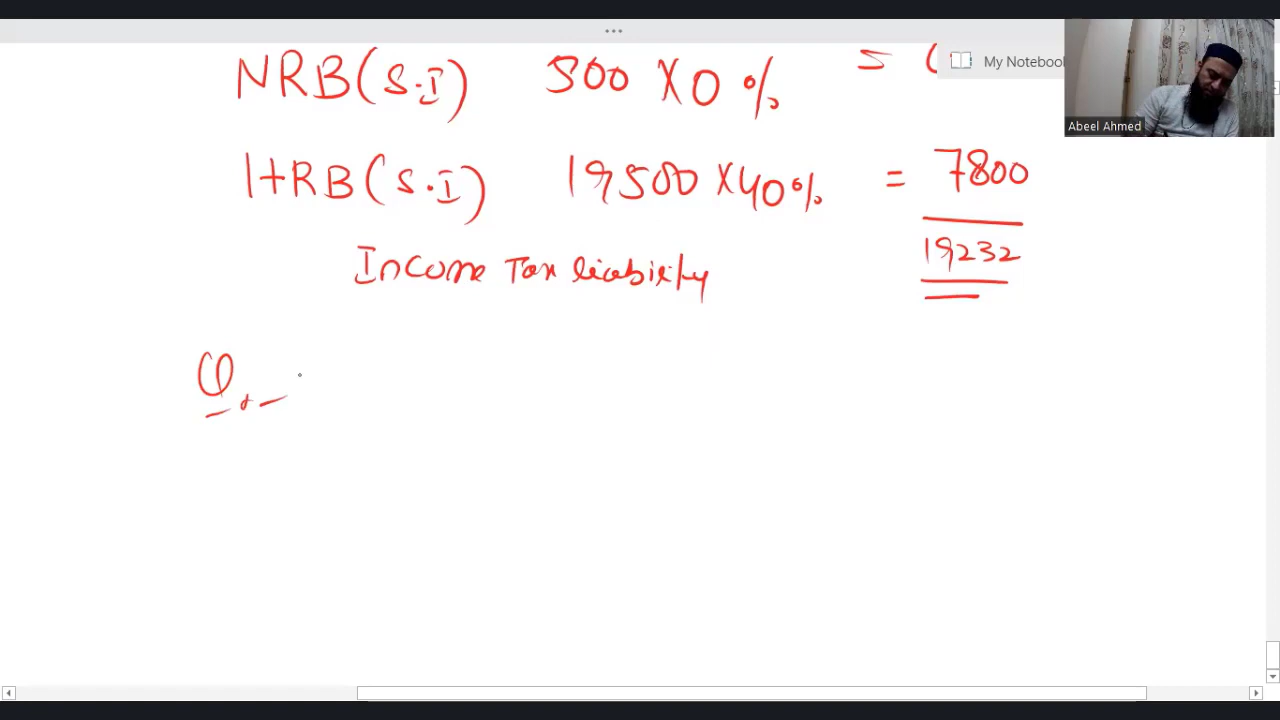 NRB(S.I) 500 X 0 % = (
My Notebook
HRB(S.I) 19500 X 40% = 7800
19232
Income Tax liability
Q
Abeel Ahmed